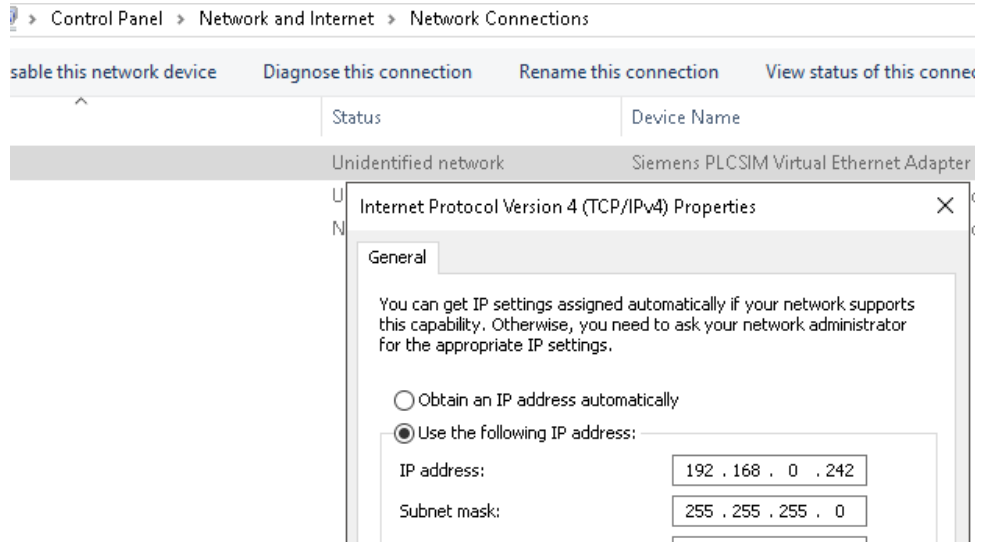 > Control Panel > Network and Internet > Network Connections
sable this network device Diagnose this connection Rename this connection View status of this connec
Status Device Name
Unidentified network Siemens PLCSIM Virtual Ethernet Adapter
U
Internet Protocol Version 4 (TCP/IPv4) Properties
N
General
You can get IP settings assigned automatically if your network supports
this capability. Otherwise, you need to ask your network administrator
for the appropriate IP settings.
Obtain an IP address automatically
Use the following IP address:
IP address: 192 . 168 . 0 . 242
Subnet mask: 255 . 255 . 255 . 0